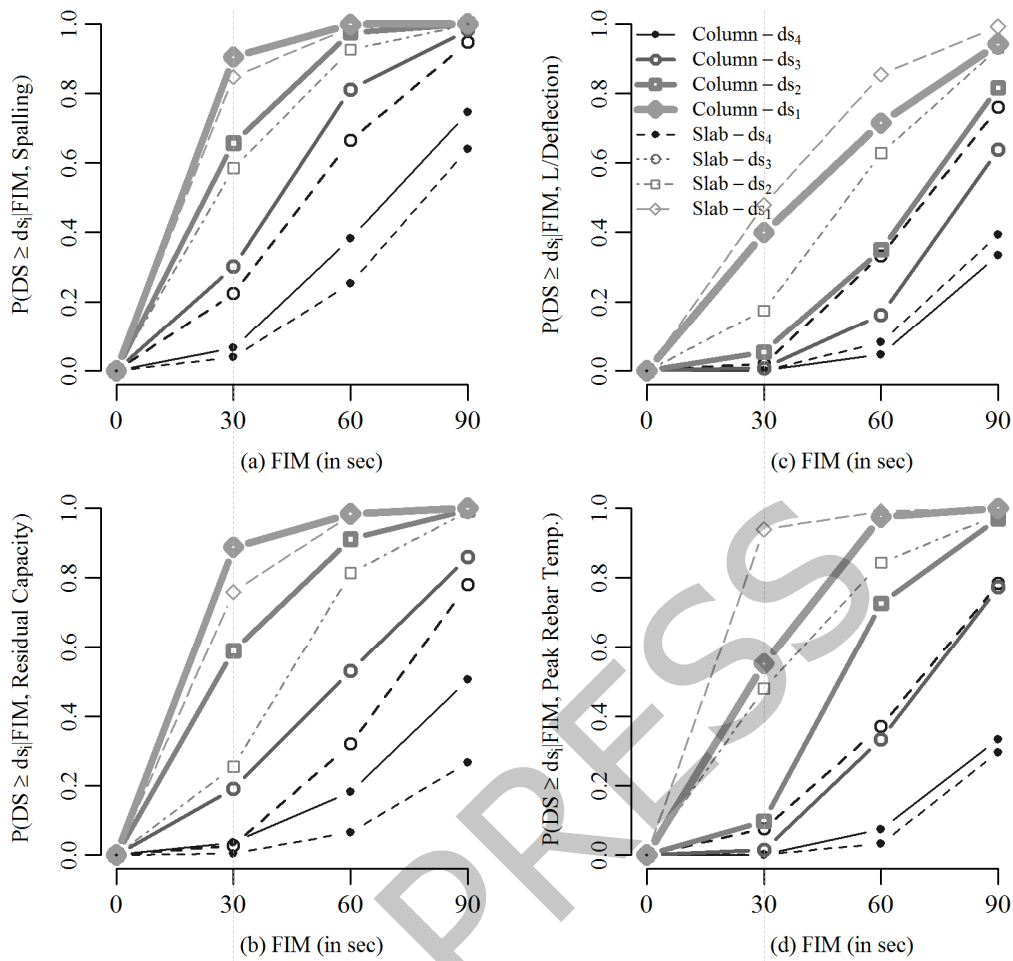 P(DS ≥ ds_i|FIM, Spalling)
1.0
0.8
0.6
0.4
0.2
0.0
0 30 60 90
(a) FIM (in sec)
P(DS ≥ ds_i|FIM, L/Deflection)
1.0
0.8
0.6
0.4
0.2
0.0
Column – ds₄
Column – ds₃
Column – ds₂
Column – ds₁
Slab – ds₄
Slab – ds₃
Slab – ds₂
Slab – ds₁
0 30 60 90
(c) FIM (in sec)
P(DS ≥ ds_i|FIM, Residual Capacity)
1.0
0.8
0.6
0.4
0.2
0.0
0 30 60 90
(b) FIM (in sec)
P(DS ≥ ds_i|FIM, Peak Rebar Temp.)
1.0
0.8
0.6
0.4
0.2
0.0
0 30 60 90
(d) FIM (in sec)
PRESS